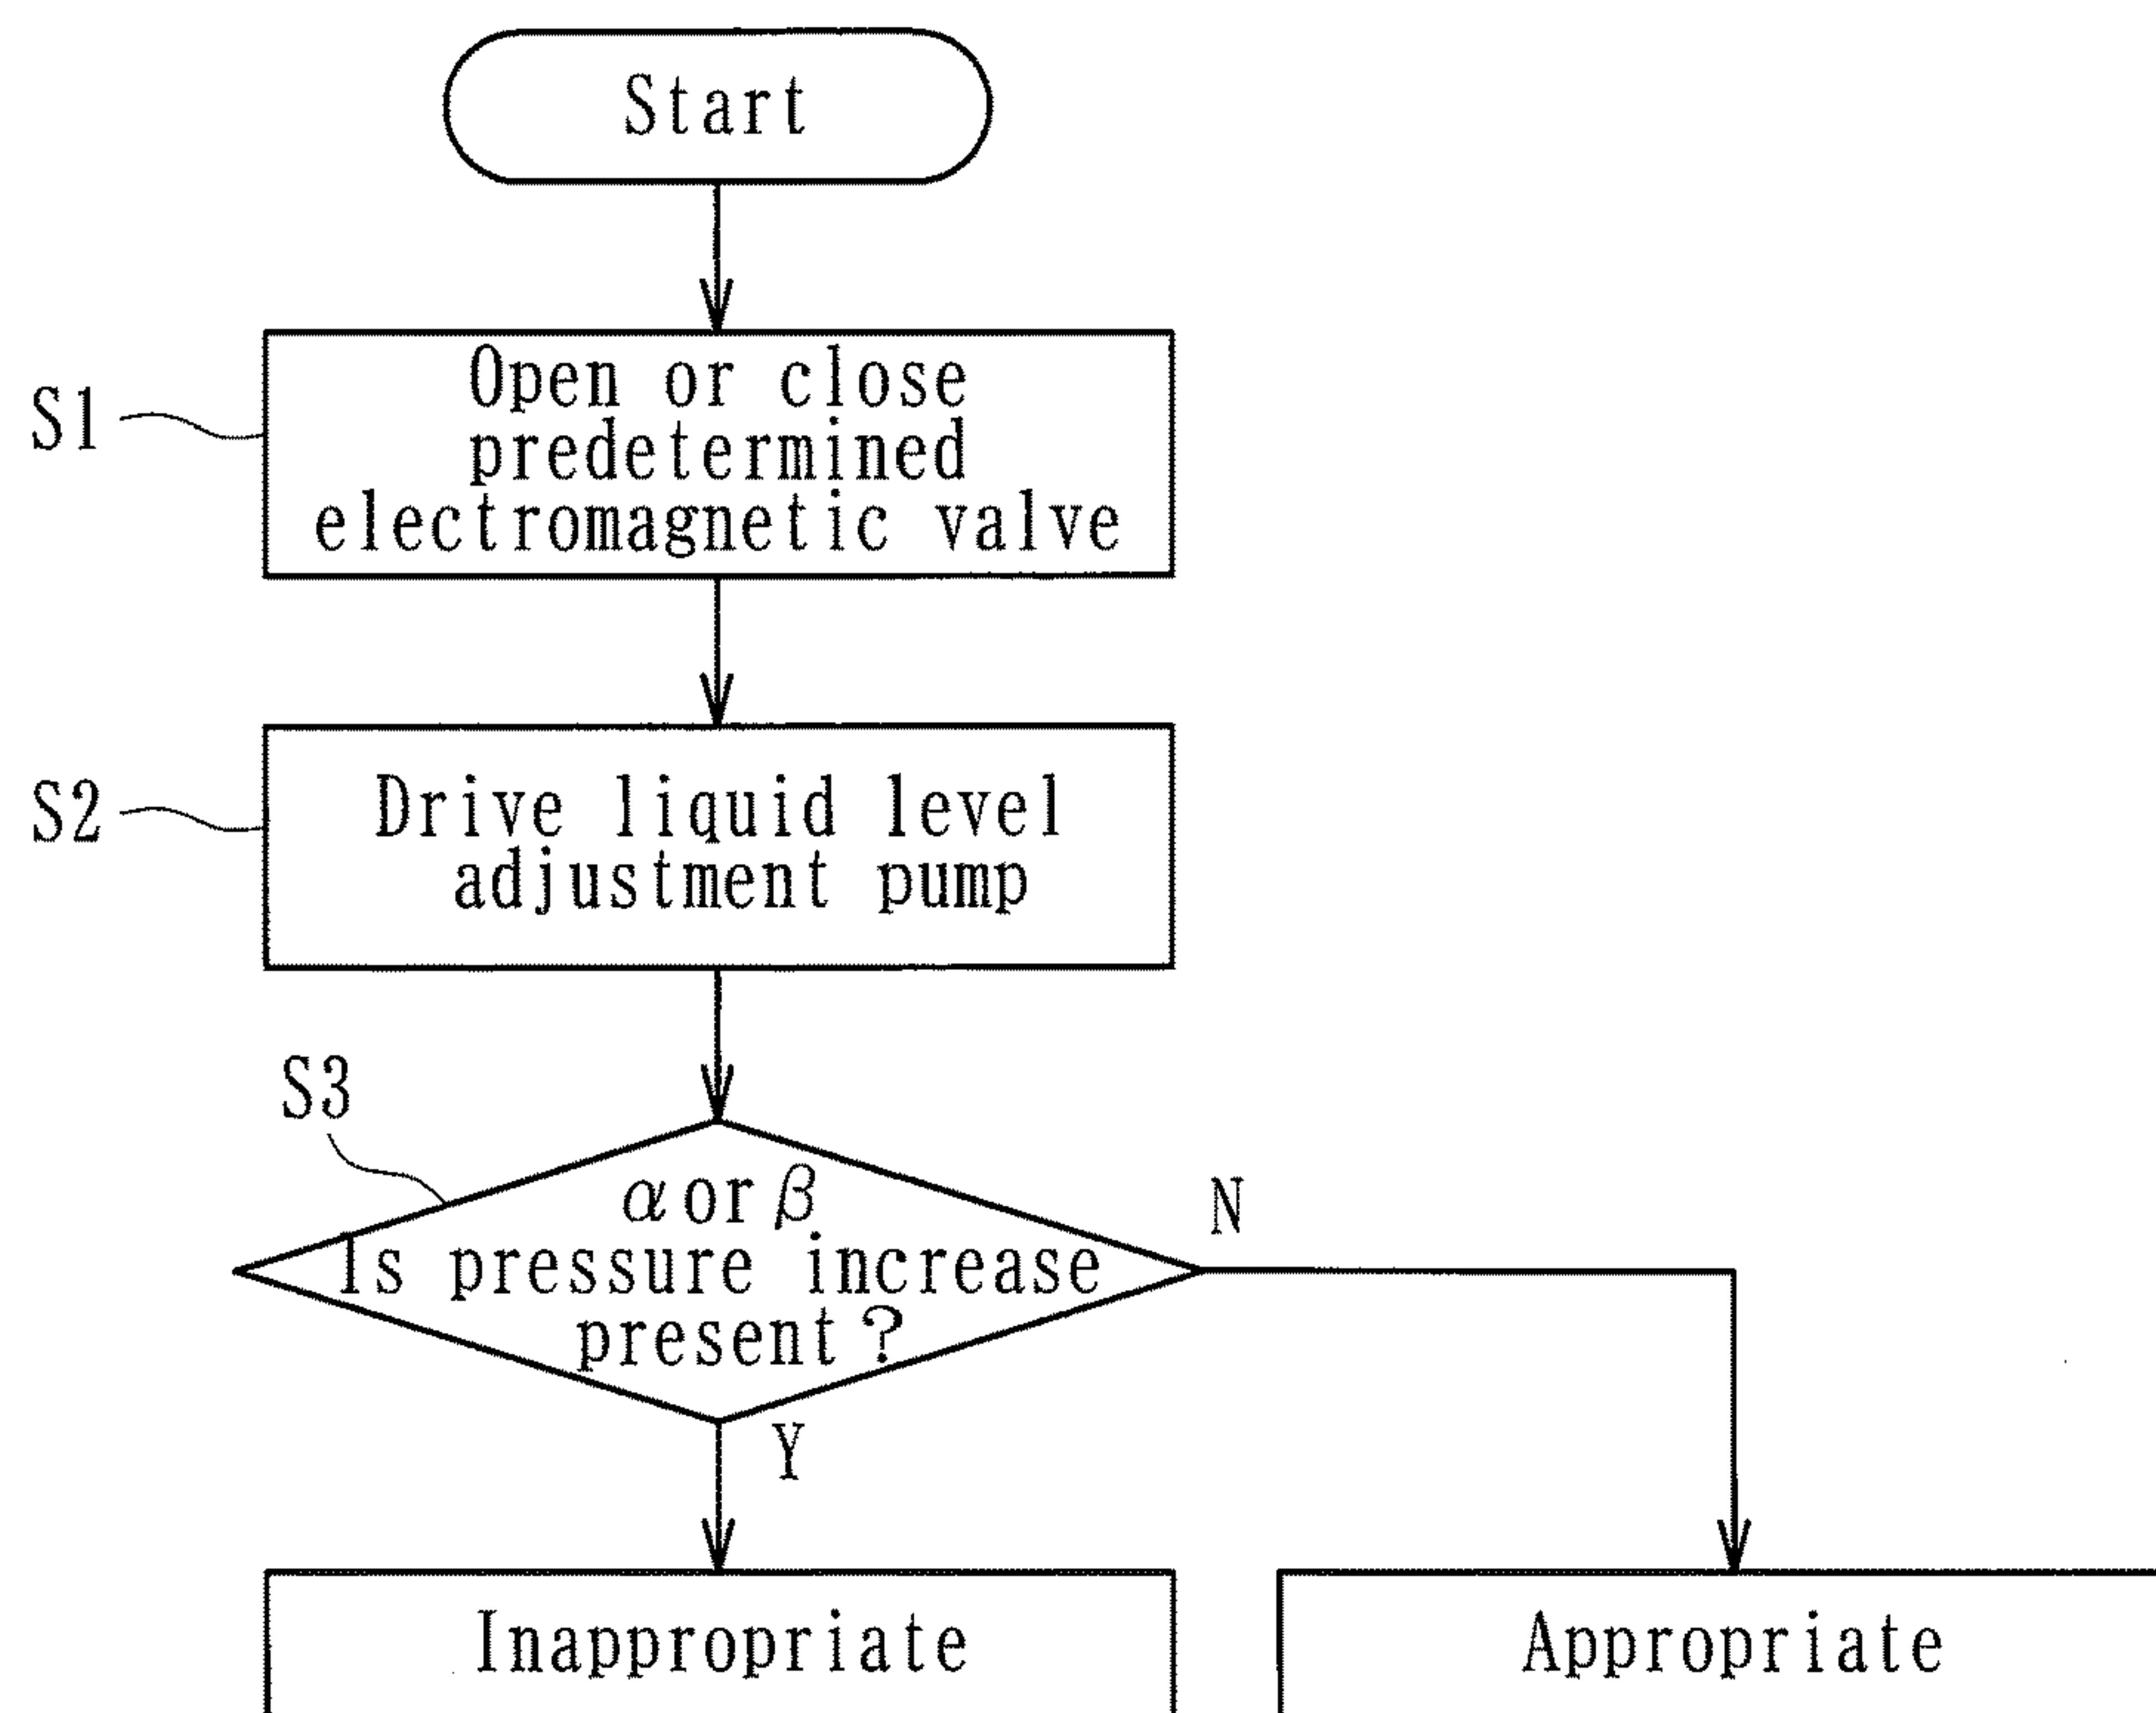 Start
S1
Open or close
predetermined
electromagnetic valve
S2
Drive liquid level
adjustment pump
S3
α or β
Is pressure increase
present?
N
Y
Inappropriate
Appropriate